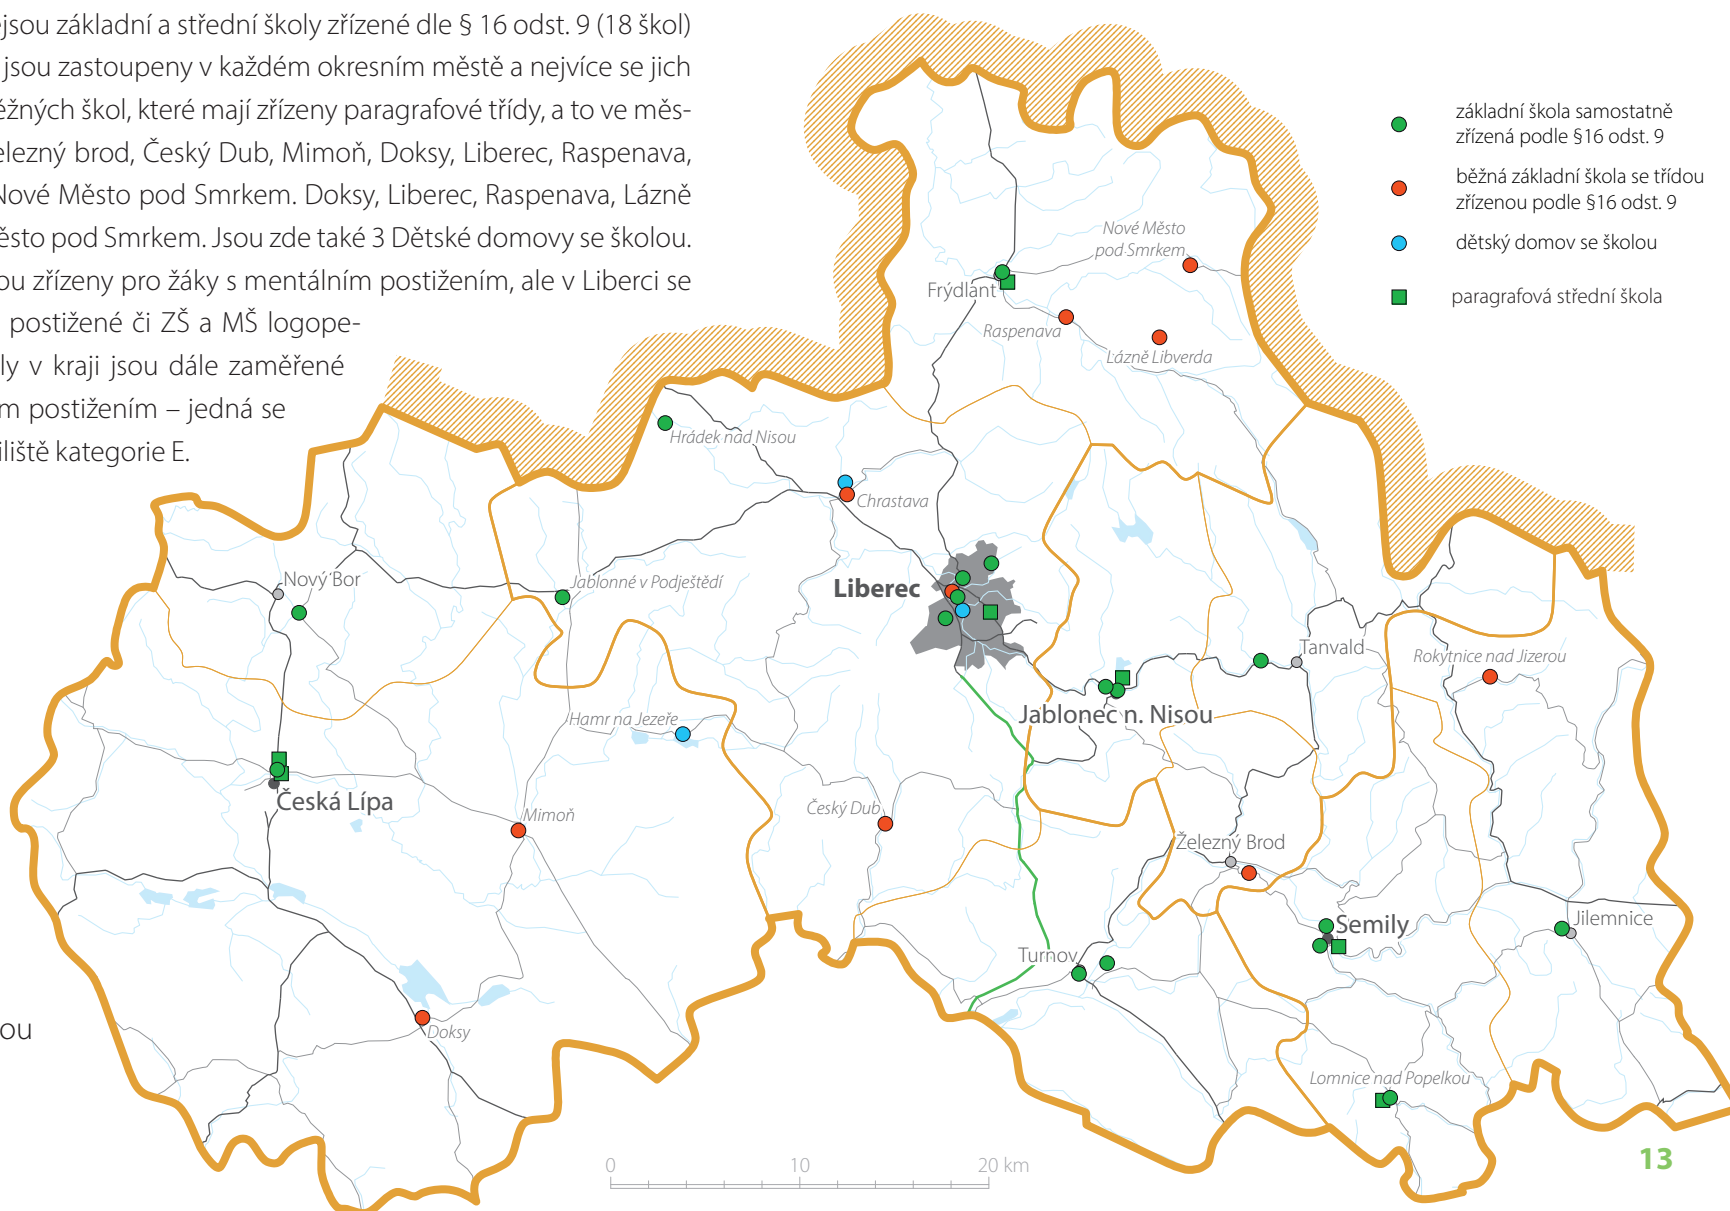 ejsou základní a střední školy zřízené dle § 16 odst. 9 (18 škol)
jsou zastoupeny v každém okresním městě a nejvíce se jich
ěžných škol, které mají zřízeny paragrafové třídy, a to ve měs-
elezný brod, Český Dub, Mimoň, Doksy, Liberec, Raspenava,
Nové Město pod Smrkem. Doksy, Liberec, Raspenava, Lázně
ěsto pod Smrkem. Jsou zde také 3 Dětské domovy se školou.
ou zřízeny pro žáky s mentálním postižením, ale v Liberci se
postižené či ZŠ a MŠ logope-
ly v kraji jsou dále zaměřené
m postižením – jedná se
iliště kategorie E.
základní škola samostatně
zřízená podle §16 odst. 9
běžná základní škola se třídou
zřízenou podle §16 odst. 9
dětský domov se školou
paragrafová střední škola
Nové Město
pod Smrkem
Frýdlant
Raspenava
Lázně Libverda
Hrádek nad Nisou
Chrastava
Nový Bor
Jablonné v Podještědí
Liberec
Tanvald
Rokytnice nad Jizerou
Hamr na Jezeře
Jablonec n. Nisou
Česká Lípa
Mimoň
Český Dub
Železný Brod
Semily
Jilemnice
Turnov
Doksy
ou
Lomnice nad Popelkou
0 10 20 km
13